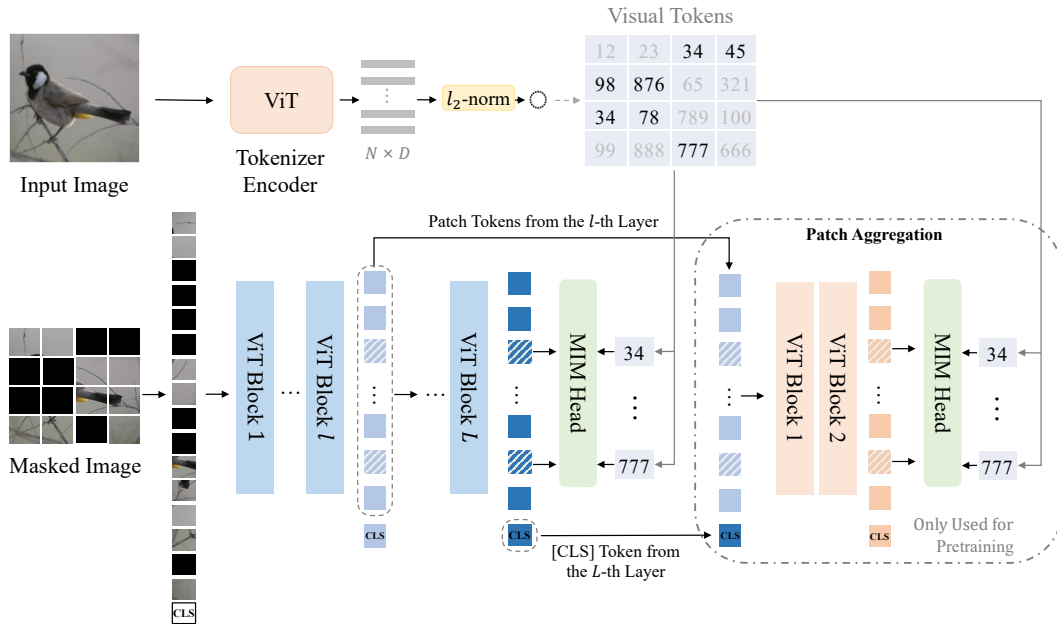 Visual Tokens
12 23 34 45
98 876 65 321
34 78 789 100
99 888 777 666
ViT
l₂-norm
N × D
Tokenizer
Encoder
Input Image
Patch Tokens from the l-th Layer
Patch Aggregation
ViT Block 1
...
ViT Block l
...
ViT Block L
MIM Head
34
...
777
ViT Block 1
ViT Block 2
MIM Head
34
...
777
Masked Image
CLS
CLS
CLS
CLS
CLS
[CLS] Token from
the L-th Layer
Only Used for
Pretraining